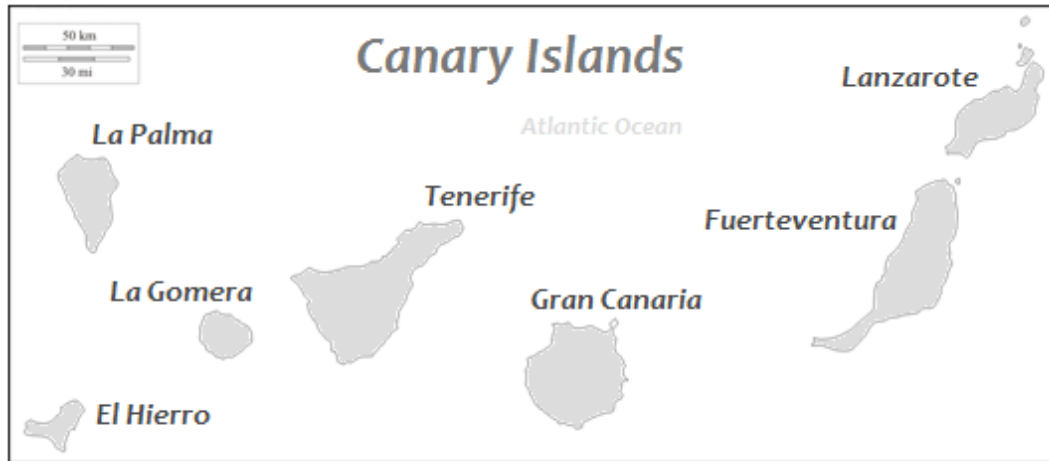 50 km
30 mi
Canary Islands
Lanzarote
Atlantic Ocean
La Palma
Tenerife
Fuerteventura
La Gomera
Gran Canaria
El Hierro